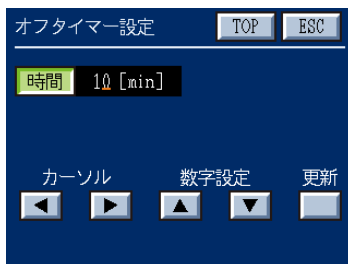 オフタイマー設定 TOP ESC
時間 10 [min]
カーソル 数字設定 更新
◀ ▶ ▲ ▼